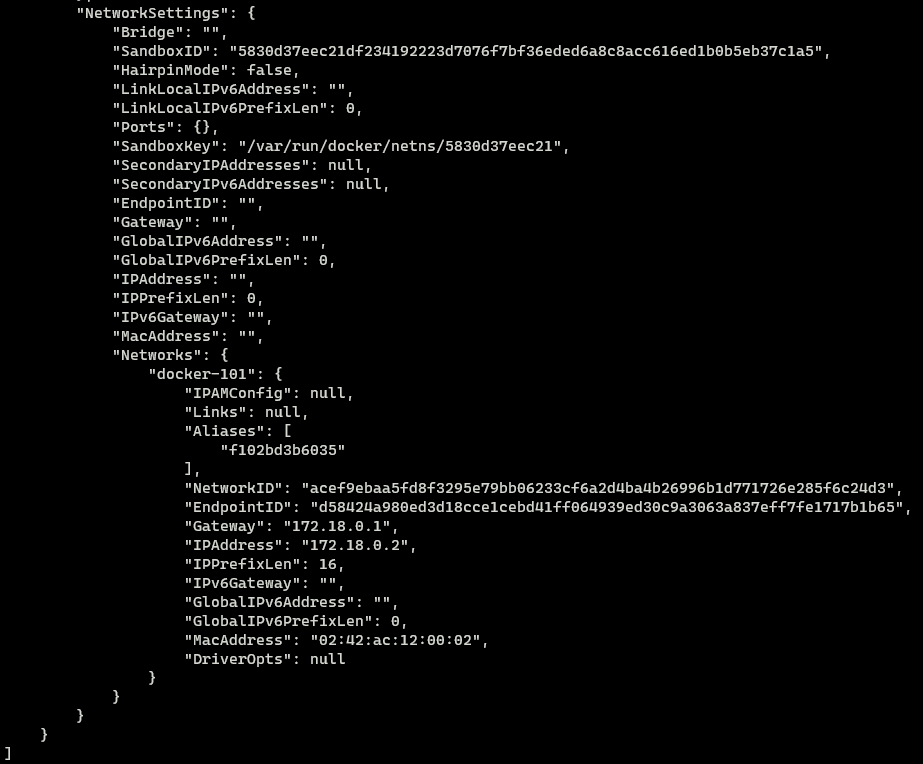 "NetworkSettings": {
"Bridge": "",
"SandboxID": "5830d37eec21df234192223d7076f7bf36eded6a8c8acc616ed1b0b5eb37c1a5",
"HairpinMode": false,
"LinkLocalIPv6Address": "",
"LinkLocalIPv6PrefixLen": 0,
"Ports": {},
"SandboxKey": "/var/run/docker/netns/5830d37eec21",
"SecondaryIPAddresses": null,
"SecondaryIPv6Addresses": null,
"EndpointID": "",
"Gateway": "",
"GlobalIPv6Address": "",
"GlobalIPv6PrefixLen": 0,
"IPAddress": "",
"IPPrefixLen": 0,
"IPv6Gateway": "",
"MacAddress": "",
"Networks": {
"docker-101": {
"IPAMConfig": null,
"Links": null,
"Aliases": [
"f102bd3b6035"
],
"NetworkID": "acef9ebaa5fd8f3295e79bb06233cf6a2d4ba4b26996b1d771726e285f6c24d3",
"EndpointID": "d58424a980ed3d18cce1cebd41ff064939ed30c9a3063a837eff7fe1717b1b65",
"Gateway": "172.18.0.1",
"IPAddress": "172.18.0.2",
"IPPrefixLen": 16,
"IPv6Gateway": "",
"GlobalIPv6Address": "",
"GlobalIPv6PrefixLen": 0,
"MacAddress": "02:42:ac:12:00:02",
"DriverOpts": null
}
}
}
}
]